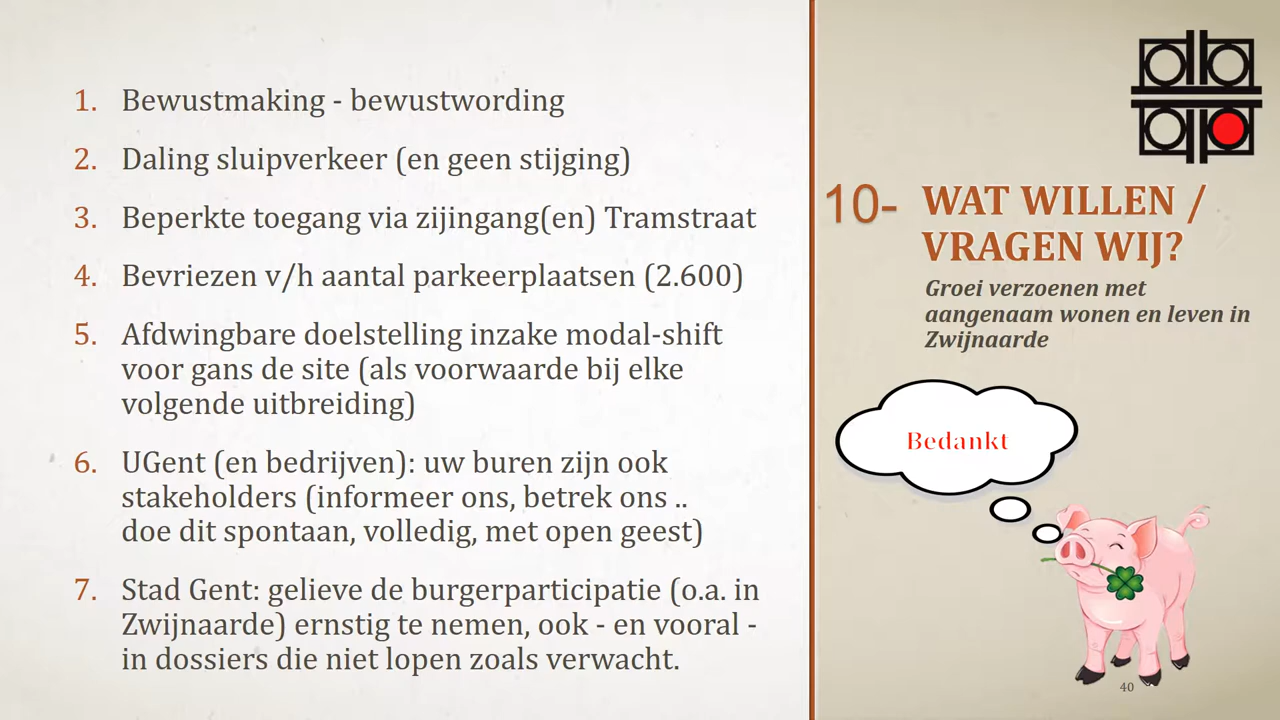 1. Bewustmaking - bewustwording
2. Daling sluipverkeer (en geen stijging)
3. Beperkte toegang via zijingang(en) Tramstraat
4. Bevriezen v/h aantal parkeerplaatsen (2.600)
5. Afdwingbare doelstelling inzake modal-shift
voor gans de site (als voorwaarde bij elke
volgende uitbreiding)
6. UGent (en bedrijven): uw buren zijn ook
stakeholders (informeer ons, betrek ons ..
doe dit spontaan, volledig, met open geest)
7. Stad Gent: gelieve de burgerparticipatie (o.a. in
Zwijnaarde) ernstig te nemen, ook - en vooral -
in dossiers die niet lopen zoals verwacht.
10- WAT WILLEN /
VRAGEN WIJ?
Groei verzoenen met
aangenaam wonen en leven in
Zwijnaarde
Bedankt
40